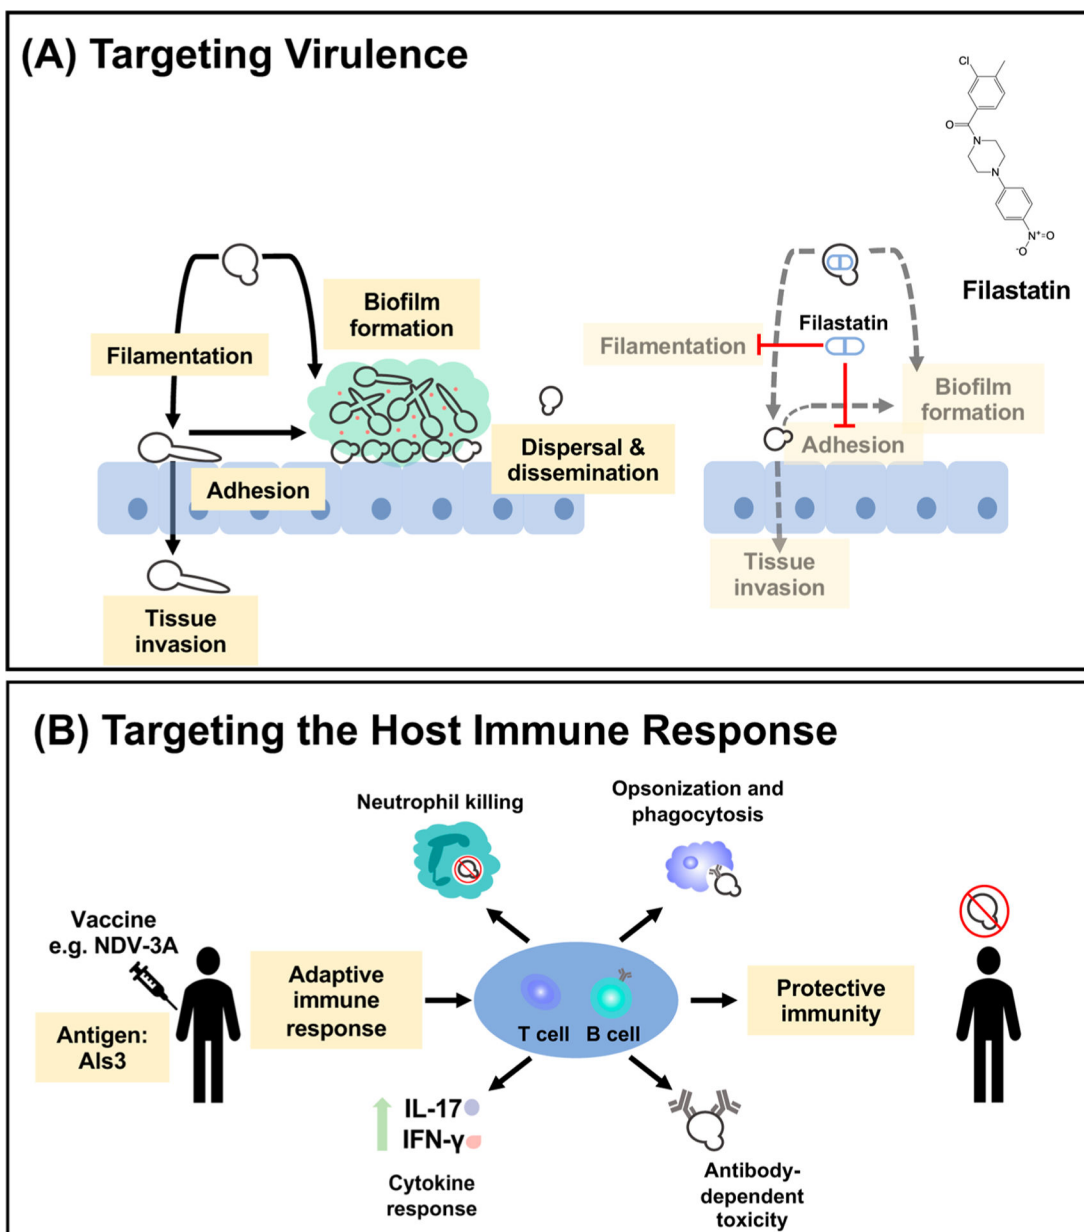 (A) Targeting Virulence
Cl
O
N
N
N⁺=O
⁻O
Filastatin
Biofilm
formation
Filamentation
Adhesion
Dispersal &
dissemination
Tissue
invasion
Filastatin
Filamentation
Biofilm
formation
Adhesion
Tissue
invasion
(B) Targeting the Host Immune Response
Neutrophil killing
Opsonization and
phagocytosis
Vaccine
e.g. NDV-3A
Antigen:
Als3
Adaptive
immune
response
T cell
B cell
Protective
immunity
IL-17
IFN-γ
Cytokine
response
Antibody-
dependent
toxicity